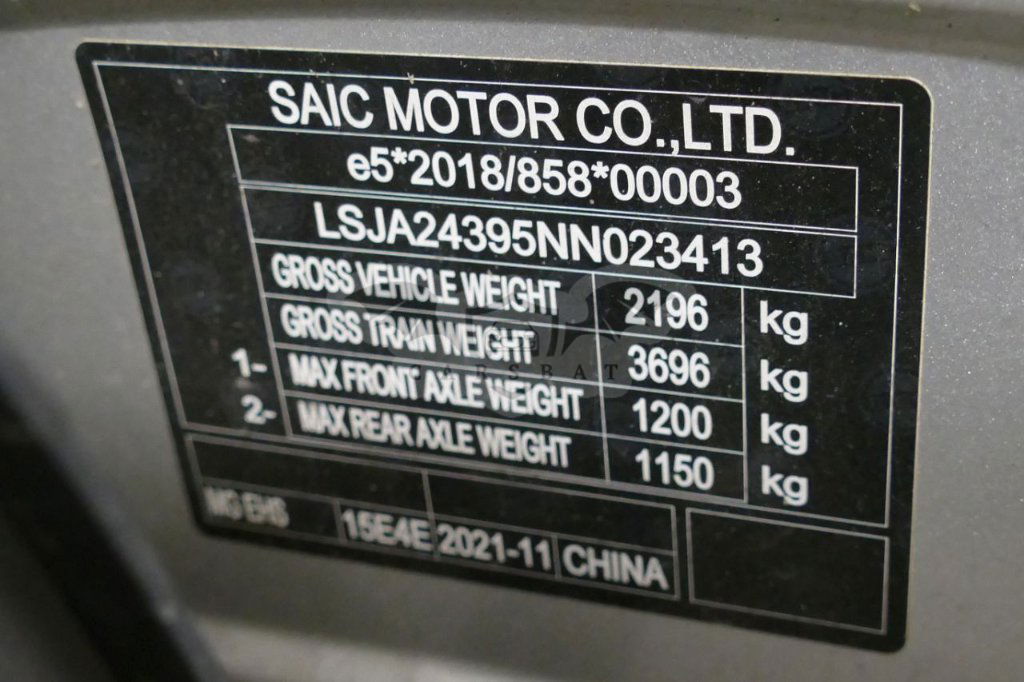 SAIC MOTOR CO.,LTD.
e5*2018/858*00003
LSJA24395NN023413
GROSS VEHICLE WEIGHT 2196 kg
GROSS TRAIN WEIGHT 3696 kg
1- MAX FRONT AXLE WEIGHT 1200 kg
2- MAX REAR AXLE WEIGHT 1150 kg
MG EHS 15E4E 2021-11 CHINA
CARSBAT